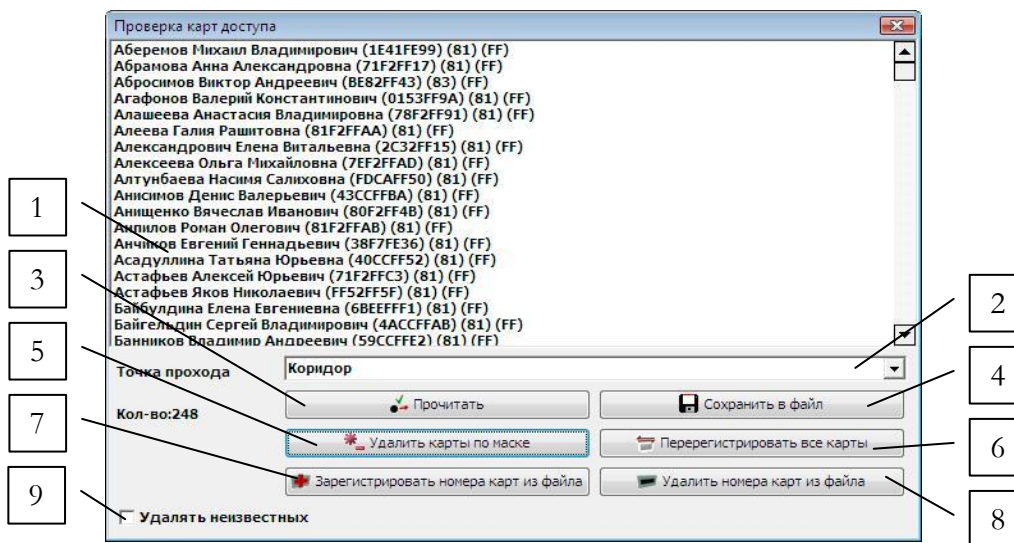 Проверка карт доступа
Аберемов Михаил Владимирович (1E41FE99) (81) (FF)
Абрамова Анна Александровна (71F2FF17) (81) (FF)
Абросимов Виктор Андреевич (BE82FF43) (83) (FF)
Агафонов Валерий Константинович (0153FF9A) (81) (FF)
Алашеева Анастасия Владимировна (78F2FF91) (81) (FF)
Алеева Галия Рашитовна (81F2FFAA) (81) (FF)
Александрович Елена Витальевна (2C32FF15) (81) (FF)
Алексеева Ольга Михайловна (7EF2FFAD) (81) (FF)
Алтунбаева Насимя Салиховна (FDCAFF50) (81) (FF)
Анисимов Денис Валерьевич (43CCFFBA) (81) (FF)
Анищенко Вячеслав Иванович (80F2FF4B) (81) (FF)
Анпилов Роман Олегович (81F2FFAB) (81) (FF)
Анчиков Евгений Геннадьевич (38F7FE36) (81) (FF)
Асадуллина Татьяна Юрьевна (40CCFF52) (81) (FF)
Астафьев Алексей Юрьевич (71F2FFC3) (81) (FF)
Астафьев Яков Николаевич (FF52FF5F) (81) (FF)
Байбулдина Елена Евгениевна (6BEEFFF1) (81) (FF)
Байгельдин Сергей Владимирович (4ACCFFAB) (81) (FF)
Банников Владимир Андреевич (59CCFFE2) (81) (FF)
Точка прохода
Коридор
Кол-во:248
Прочитать
Сохранить в файл
Удалить карты по маске
Перерегистрировать все карты
Зарегистрировать номера карт из файла
Удалить номера карт из файла
Удалять неизвестных
1
3
5
7
9
2
4
6
8